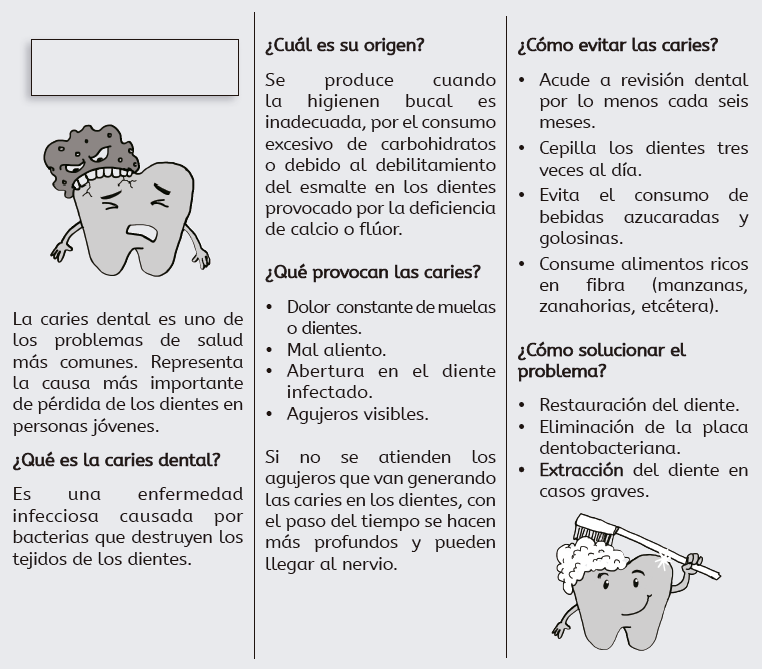 La caries dental es uno de
los problemas de salud
más comunes. Representa
la causa más importante
de pérdida de los dientes en
personas jóvenes.
¿Qué es la caries dental?
Es una enfermedad
infecciosa causada por
bacterias que destruyen los
tejidos de los dientes.
¿Cuál es su origen?
Se produce cuando
la higienen bucal es
inadecuada, por el consumo
excesivo de carbohidratos
o debido al debilitamiento
del esmalte en los dientes
provocado por la deficiencia
de calcio o flúor.
¿Qué provocan las caries?
• Dolor constante de muelas
o dientes.
• Mal aliento.
• Abertura en el diente
infectado.
• Agujeros visibles.
Si no se atienden los
agujeros que van generando
las caries en los dientes, con
el paso del tiempo se hacen
más profundos y pueden
llegar al nervio.
¿Cómo evitar las caries?
• Acude a revisión dental
por lo menos cada seis
meses.
• Cepilla los dientes tres
veces al día.
• Evita el consumo de
bebidas azucaradas y
golosinas.
• Consume alimentos ricos
en fibra (manzanas,
zanahorias, etcétera).
¿Cómo solucionar el
problema?
• Restauración del diente.
• Eliminación de la placa
dentobacteriana.
• Extracción del diente en
casos graves.